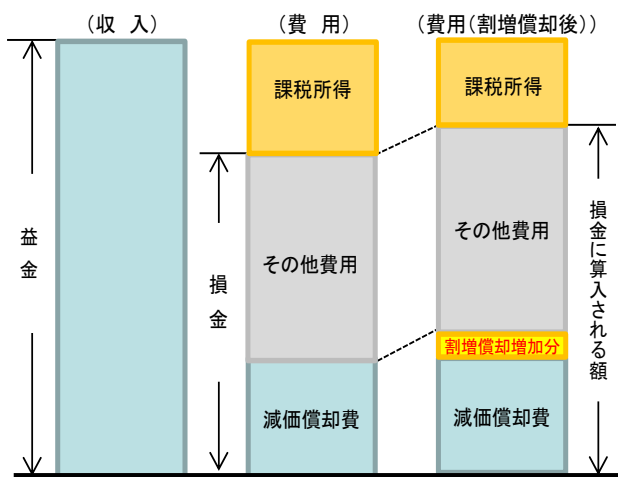 （収　入）
（費　用）
（費用（割増償却後））
課税所得
課税所得
その他費用
その他費用
益金
損金
損金に算入される額
割増償却増加分
減価償却費
減価償却費